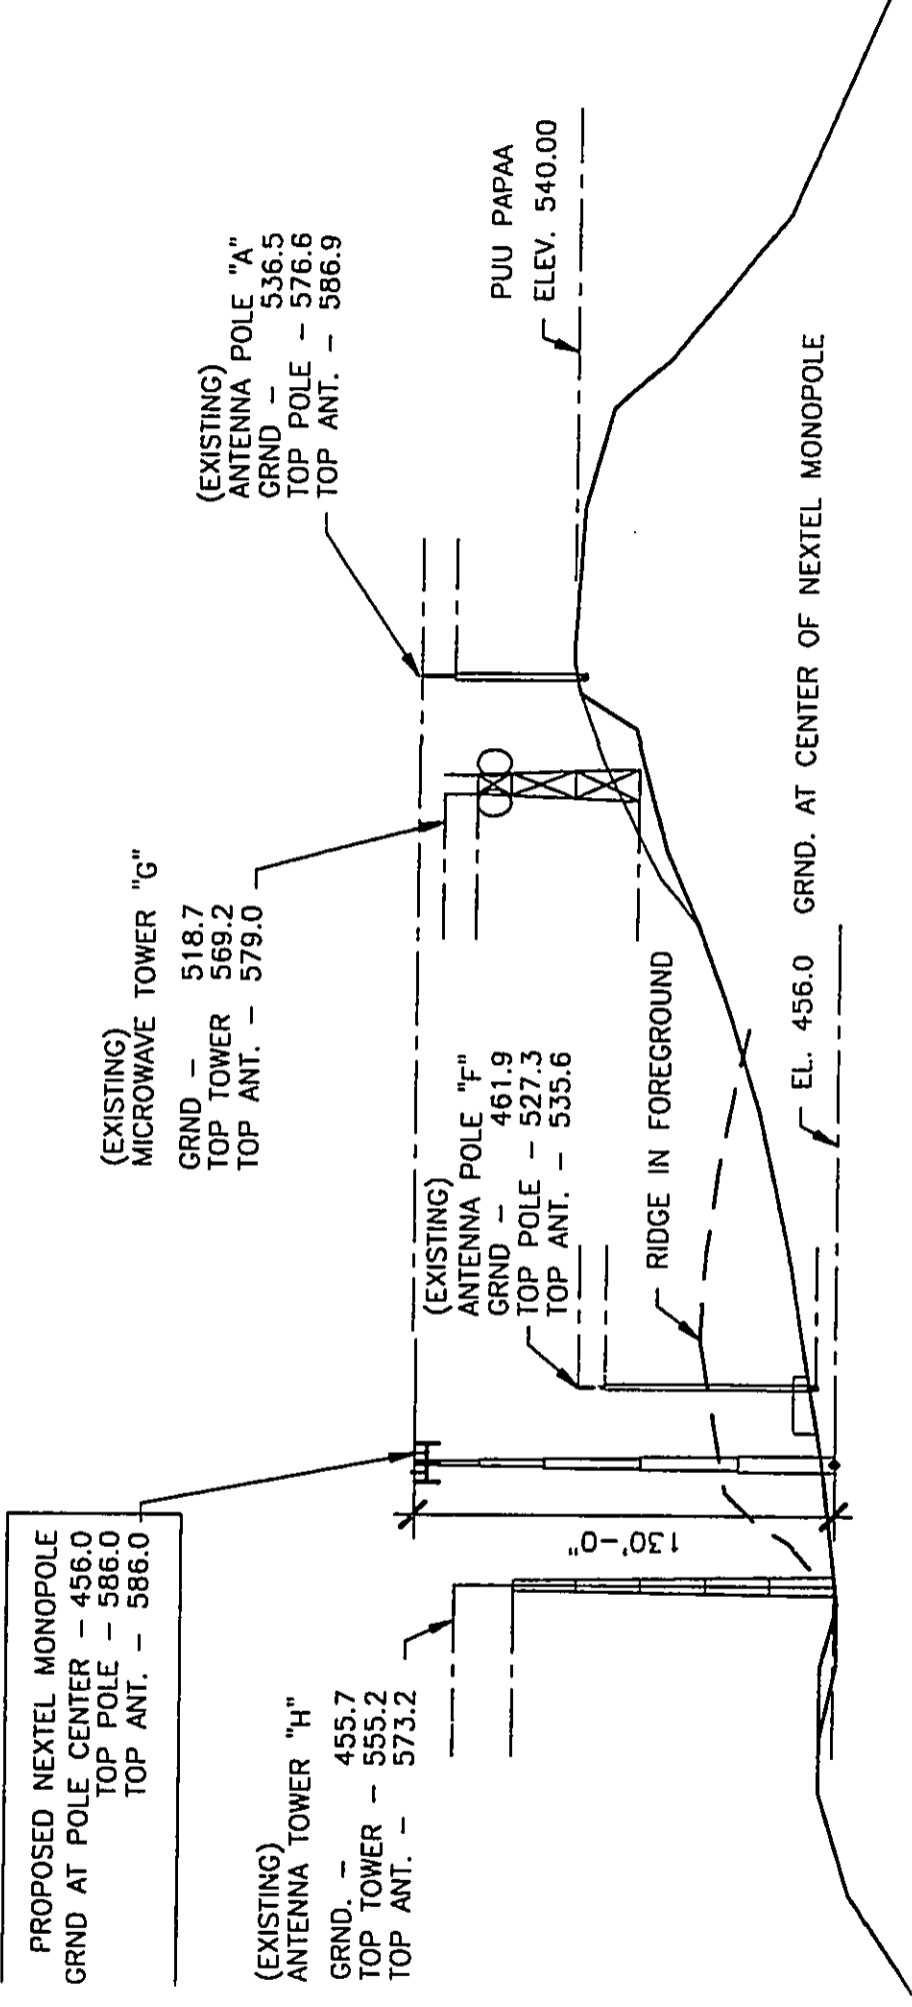 PROPOSED NEXTEL MONOPOLE
GRND AT POLE CENTER - 456.0
TOP POLE - 586.0
TOP ANT. - 586.0
(EXISTING)
ANTENNA TOWER "H"
GRND. - 455.7
TOP TOWER - 555.2
TOP ANT. - 573.2
130'-0"
(EXISTING)
MICROWAVE TOWER "G"
GRND - 518.7
TOP TOWER 569.2
TOP ANT. - 579.0
(EXISTING)
ANTENNA POLE "F"
GRND - 461.9
TOP POLE - 527.3
TOP ANT. - 535.6
RIDGE IN FOREGROUND
(EXISTING)
ANTENNA POLE "A"
GRND - 536.5
TOP POLE - 576.6
TOP ANT. - 586.9
PUU PAPAA
ELEV. 540.00
EL. 456.0 GRND. AT CENTER OF NEXTEL MONOPOLE